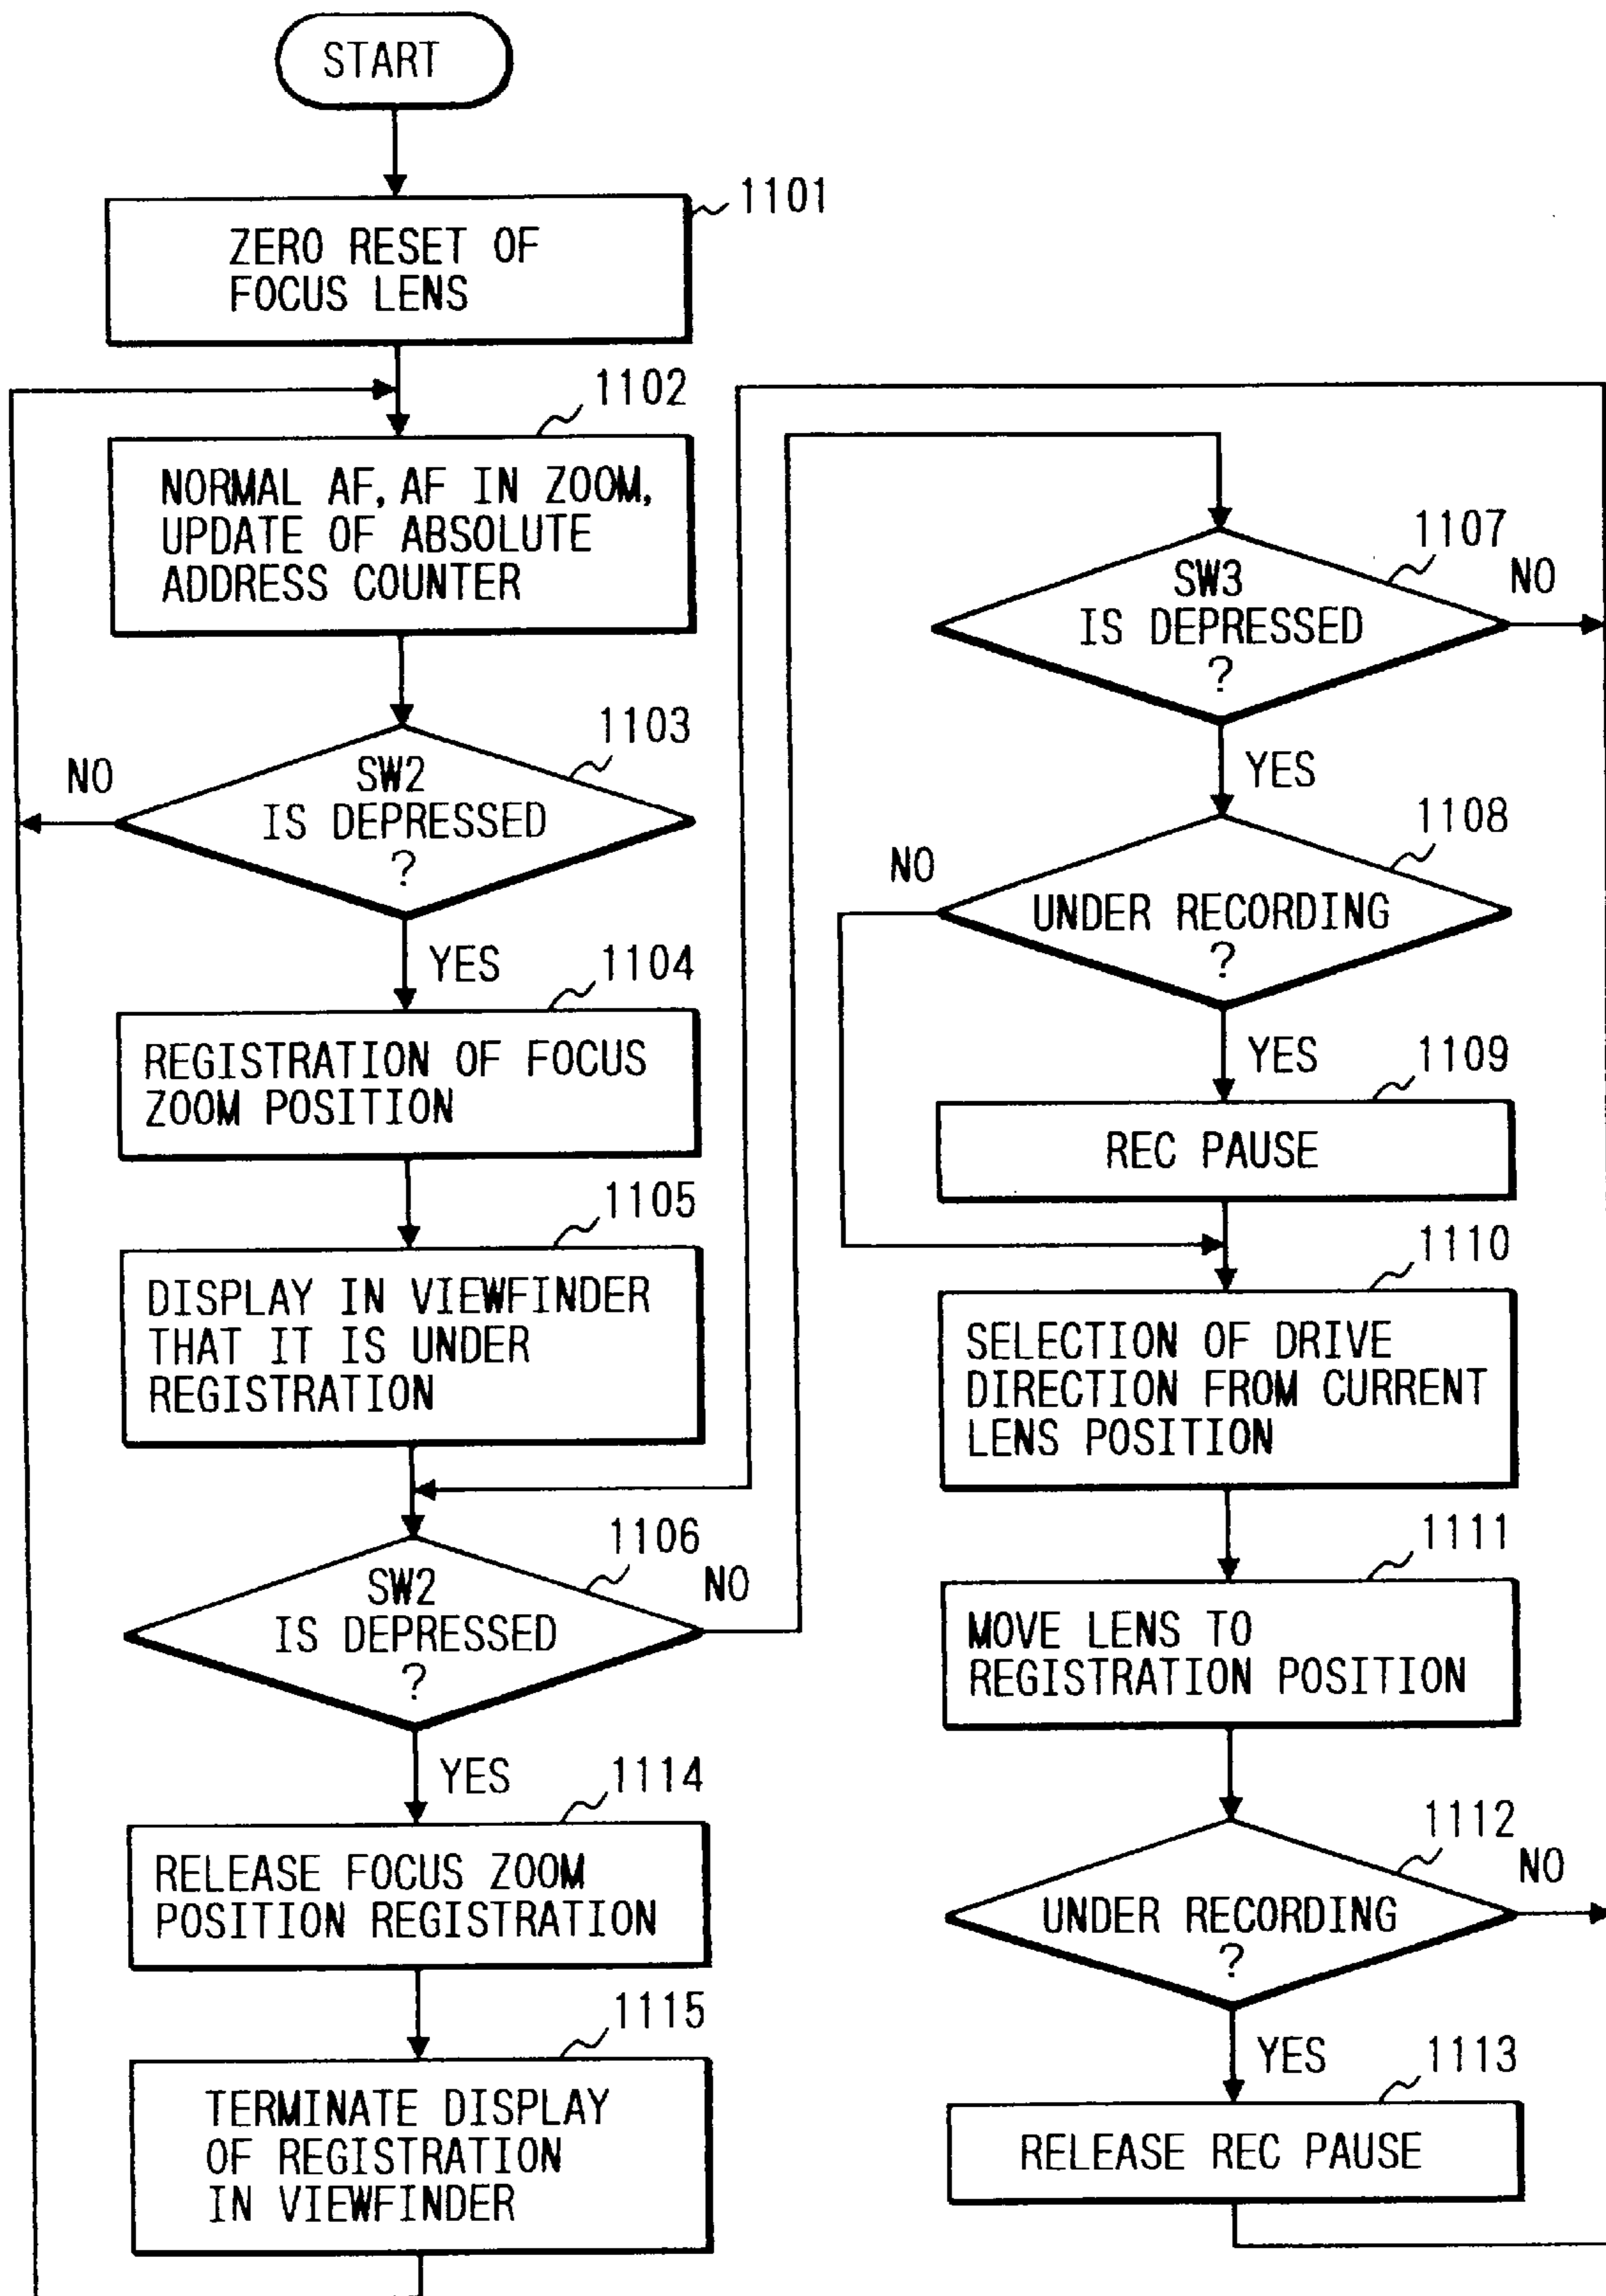 START
1101
ZERO RESET OF
FOCUS LENS
1102
NORMAL AF, AF IN ZOOM,
UPDATE OF ABSOLUTE
ADDRESS COUNTER
1103
NO
SW2
IS DEPRESSED
?
YES
1104
REGISTRATION OF FOCUS
ZOOM POSITION
1105
DISPLAY IN VIEWFINDER
THAT IT IS UNDER
REGISTRATION
1106
SW2
IS DEPRESSED
?
NO
YES
1114
RELEASE FOCUS ZOOM
POSITION REGISTRATION
1115
TERMINATE DISPLAY
OF REGISTRATION
IN VIEWFINDER
1107
SW3
IS DEPRESSED
?
NO
YES
1108
NO
UNDER RECORDING
?
YES
1109
REC PAUSE
1110
SELECTION OF DRIVE
DIRECTION FROM CURRENT
LENS POSITION
1111
MOVE LENS TO
REGISTRATION POSITION
1112
NO
UNDER RECORDING
?
YES
1113
RELEASE REC PAUSE